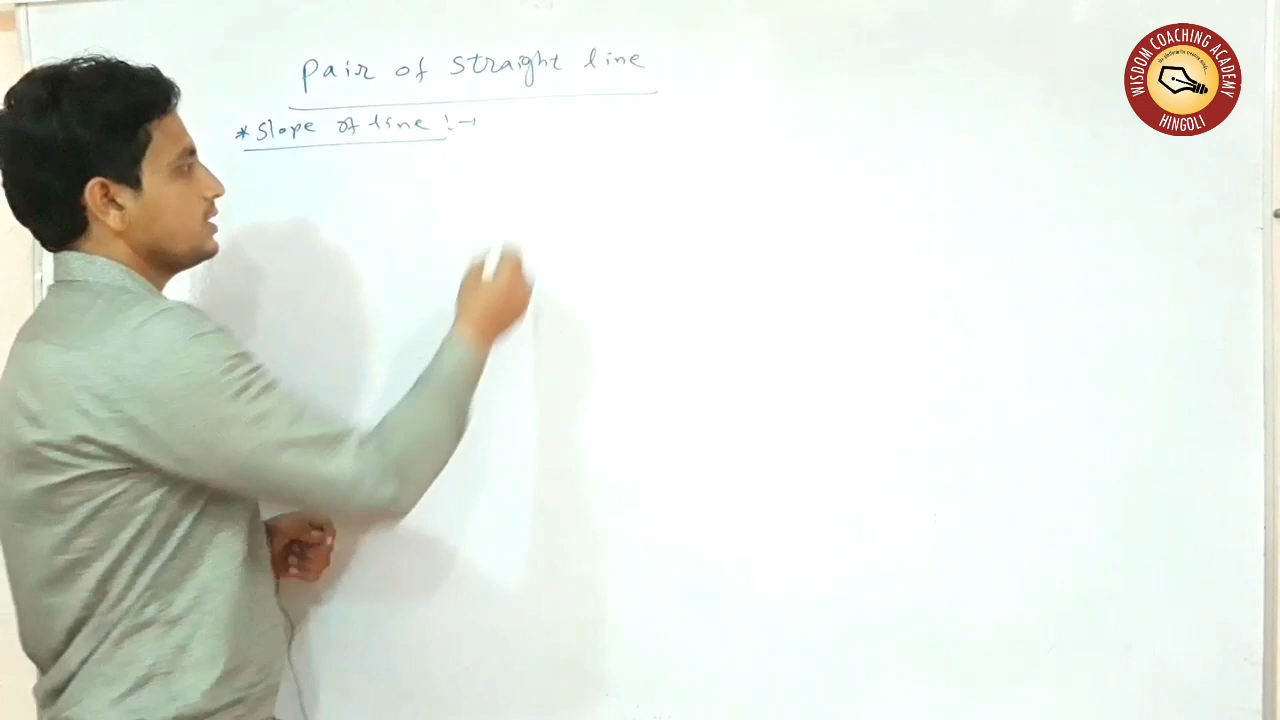 pair of straight line
* slope of line :→
WISDOM COACHING ACADEMY
HINGOLI